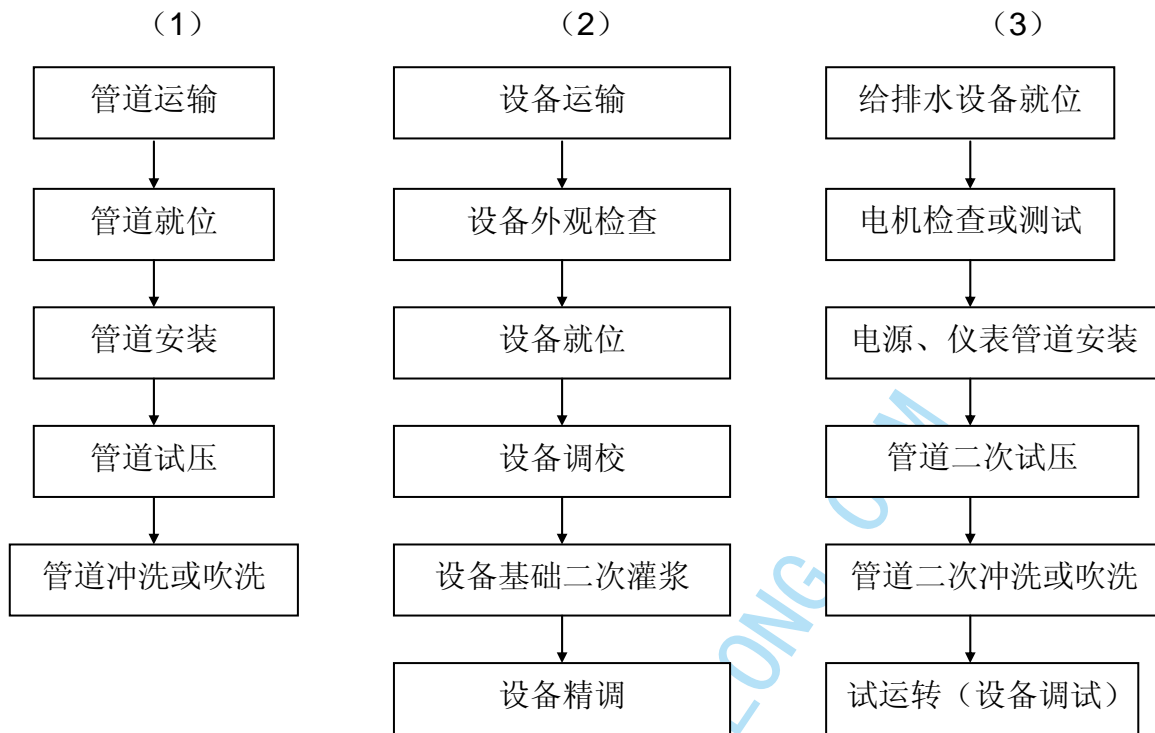 （1）
管道运输
管道就位
管道安装
管道试压
管道冲洗或吹洗
（2）
设备运输
设备外观检查
设备就位
设备调校
设备基础二次灌浆
设备精调
（3）
给排水设备就位
电机检查或测试
电源、仪表管道安装
管道二次试压
管道二次冲洗或吹洗
试运转（设备调试）